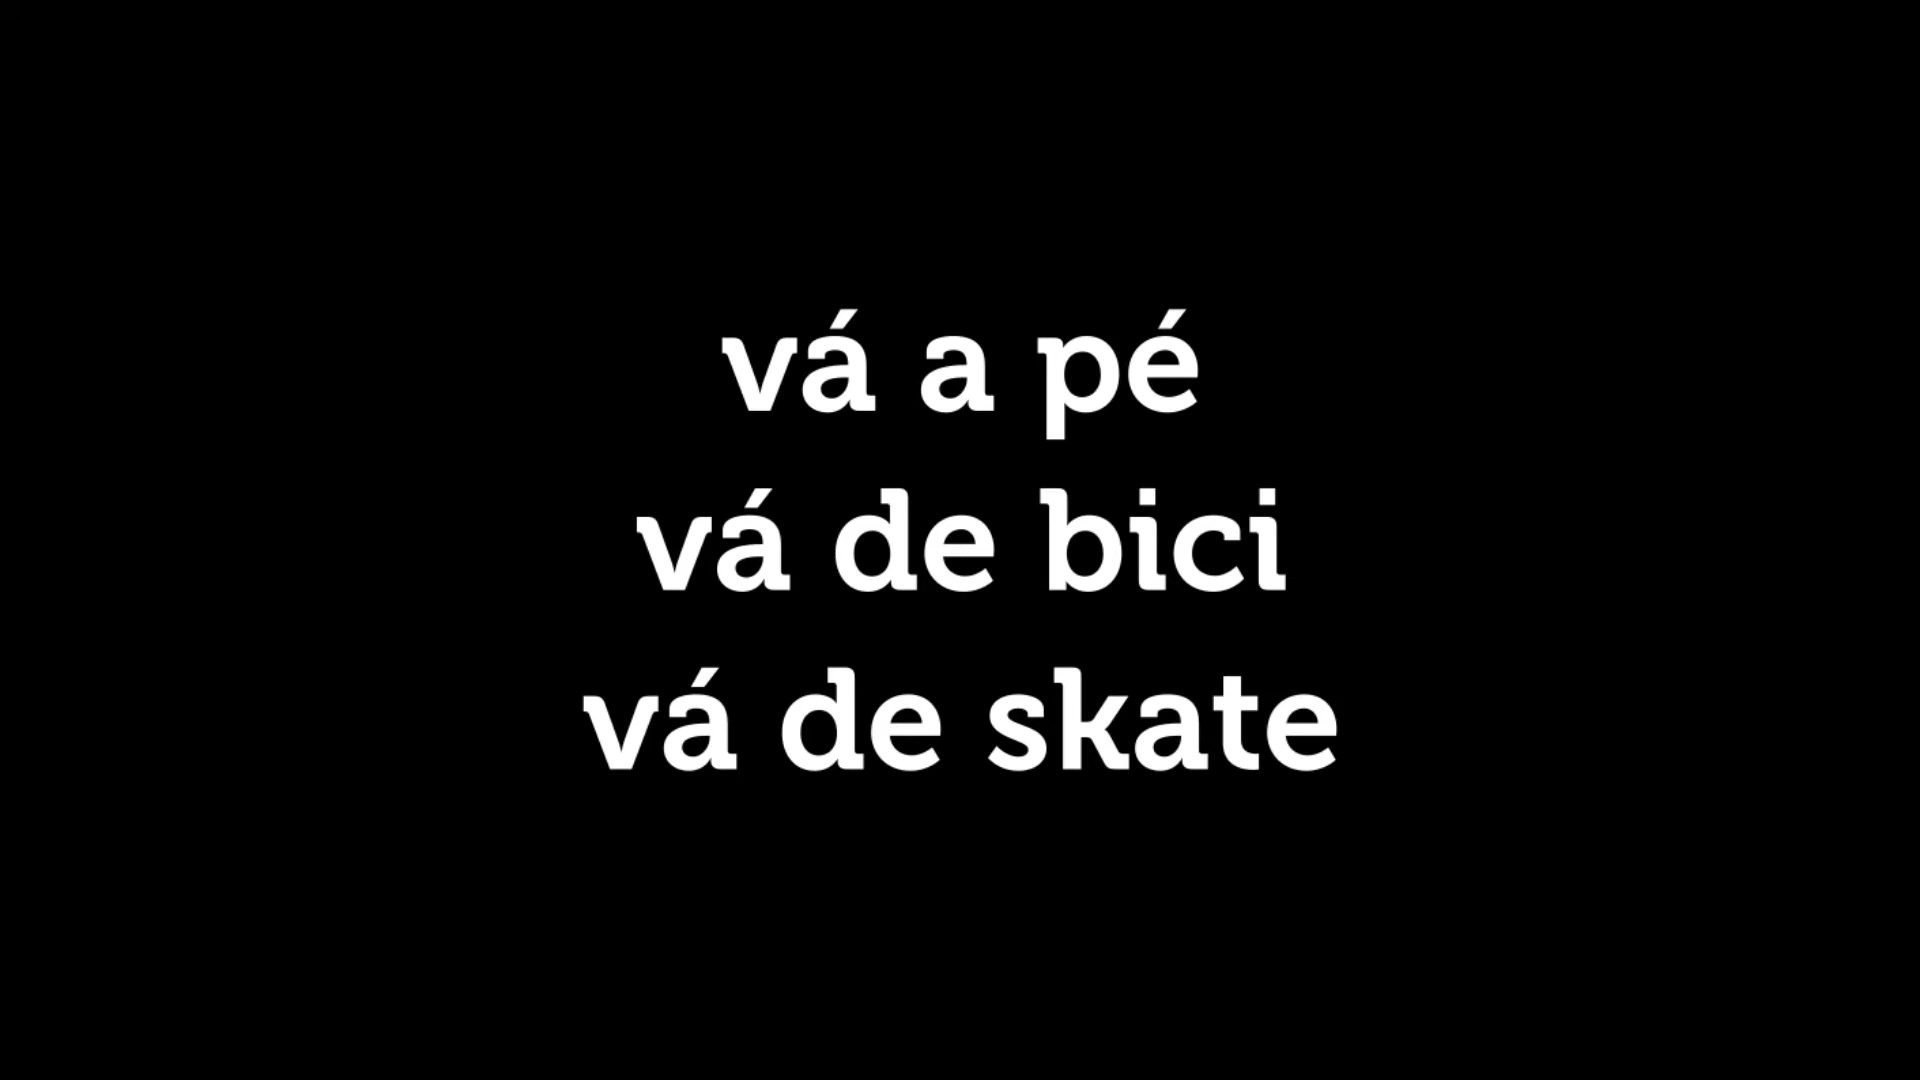 vá a pé
vá de bici
vá de skate